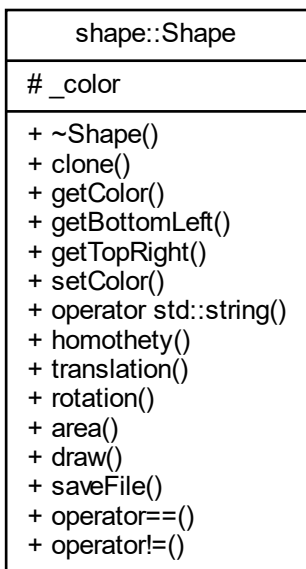 shape::Shape
# _color
+ ~Shape()
+ clone()
+ getColor()
+ getBottomLeft()
+ getTopRight()
+ setColor()
+ operator std::string()
+ homothety()
+ translation()
+ rotation()
+ area()
+ draw()
+ saveFile()
+ operator==()
+ operator!=()